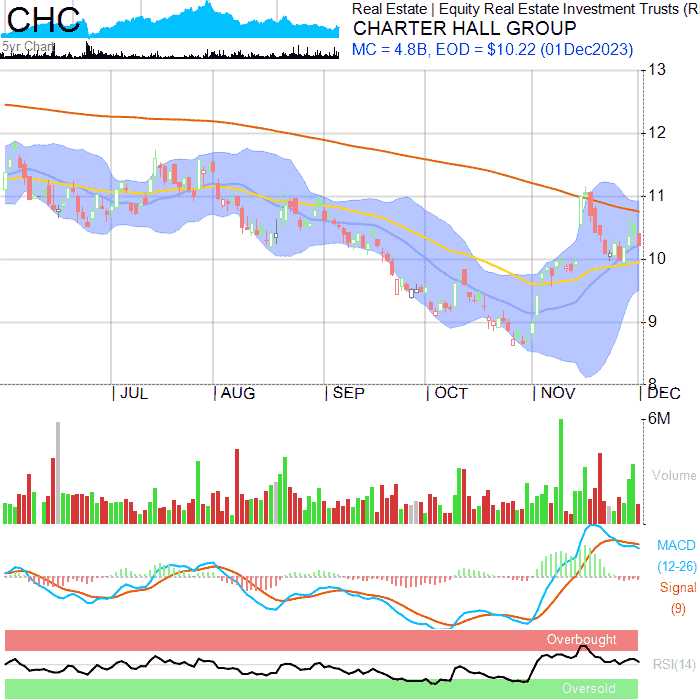 CHC
5yr Chart
Real Estate | Equity Real Estate Investment Trusts (R
CHARTER HALL GROUP
MC = 4.8B, EOD = $10.22 (01Dec2023)
13
12
11
10
9
8
JUL AUG SEP OCT NOV DEC
6M
Volume
MACD
(12-26)
Signal
(9)
Overbought
RSI(14)
Oversold